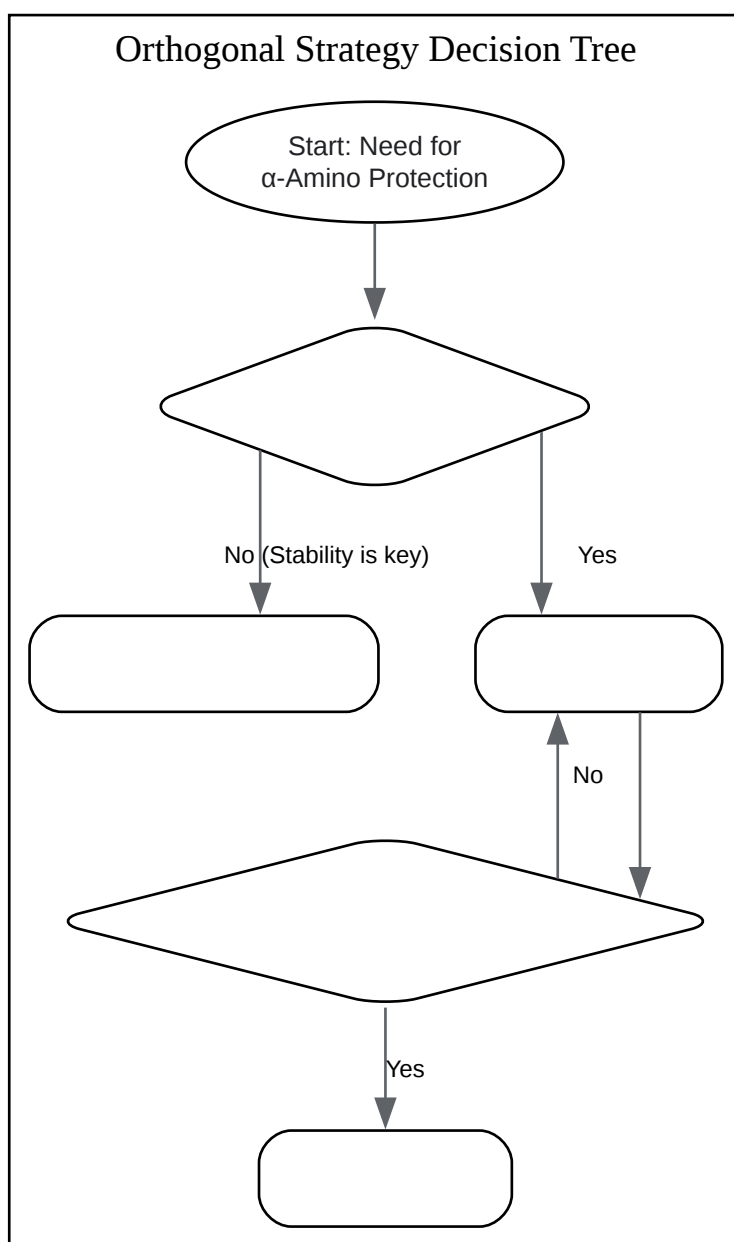 Orthogonal Strategy Decision Tree
Start: Need for
α-Amino Protection
No (Stability is key)
Yes
No
Yes